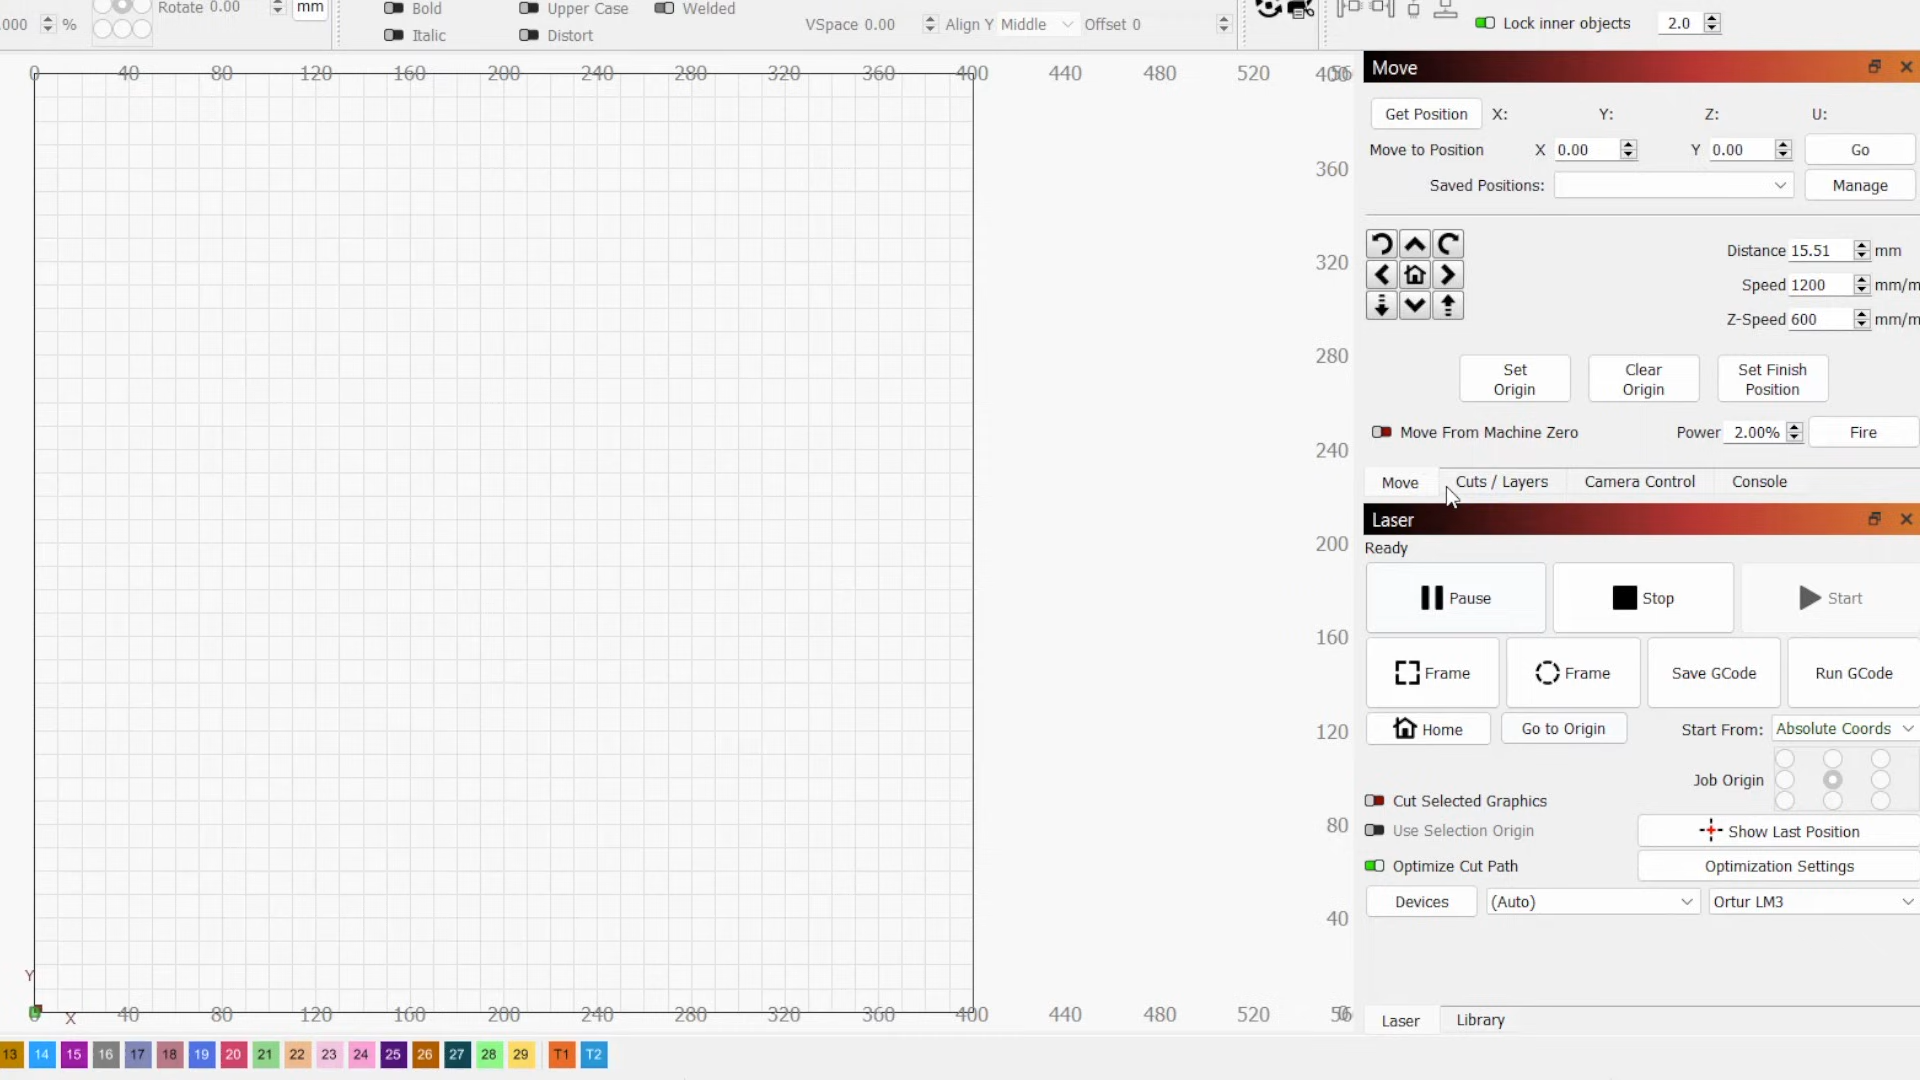 .000 % Rotate 0.00 mm
Bold Upper Case Welded
Italic Distort
VSpace 0.00 Align Y Middle Offset 0
Lock inner objects 2.0
0 40 80 120 160 200 240 280 320 360 400 440 480 520
400
360
320
280
240
200
160
120
80
40
Y
X
0 40 80 120 160 200 240 280 320 360 400 440 480 520
Move
Get Position X: Y: Z: U:
Move to Position X 0.00 Y 0.00 Go
Saved Positions: Manage
Distance 15.51 mm
Speed 1200 mm/m
Z-Speed 600 mm/m
Set Origin
Clear Origin
Set Finish Position
Move From Machine Zero Power 2.00% Fire
Move Cuts / Layers Camera Control Console
Laser
Ready
Pause Stop Start
Frame Frame Save GCode Run GCode
Home Go to Origin Start From: Absolute Coords
Job Origin
Cut Selected Graphics
Use Selection Origin Show Last Position
Optimize Cut Path Optimization Settings
Devices (Auto) Ortur LM3
Laser Library
13 14 15 16 17 18 19 20 21 22 23 24 25 26 27 28 29 T1 T2